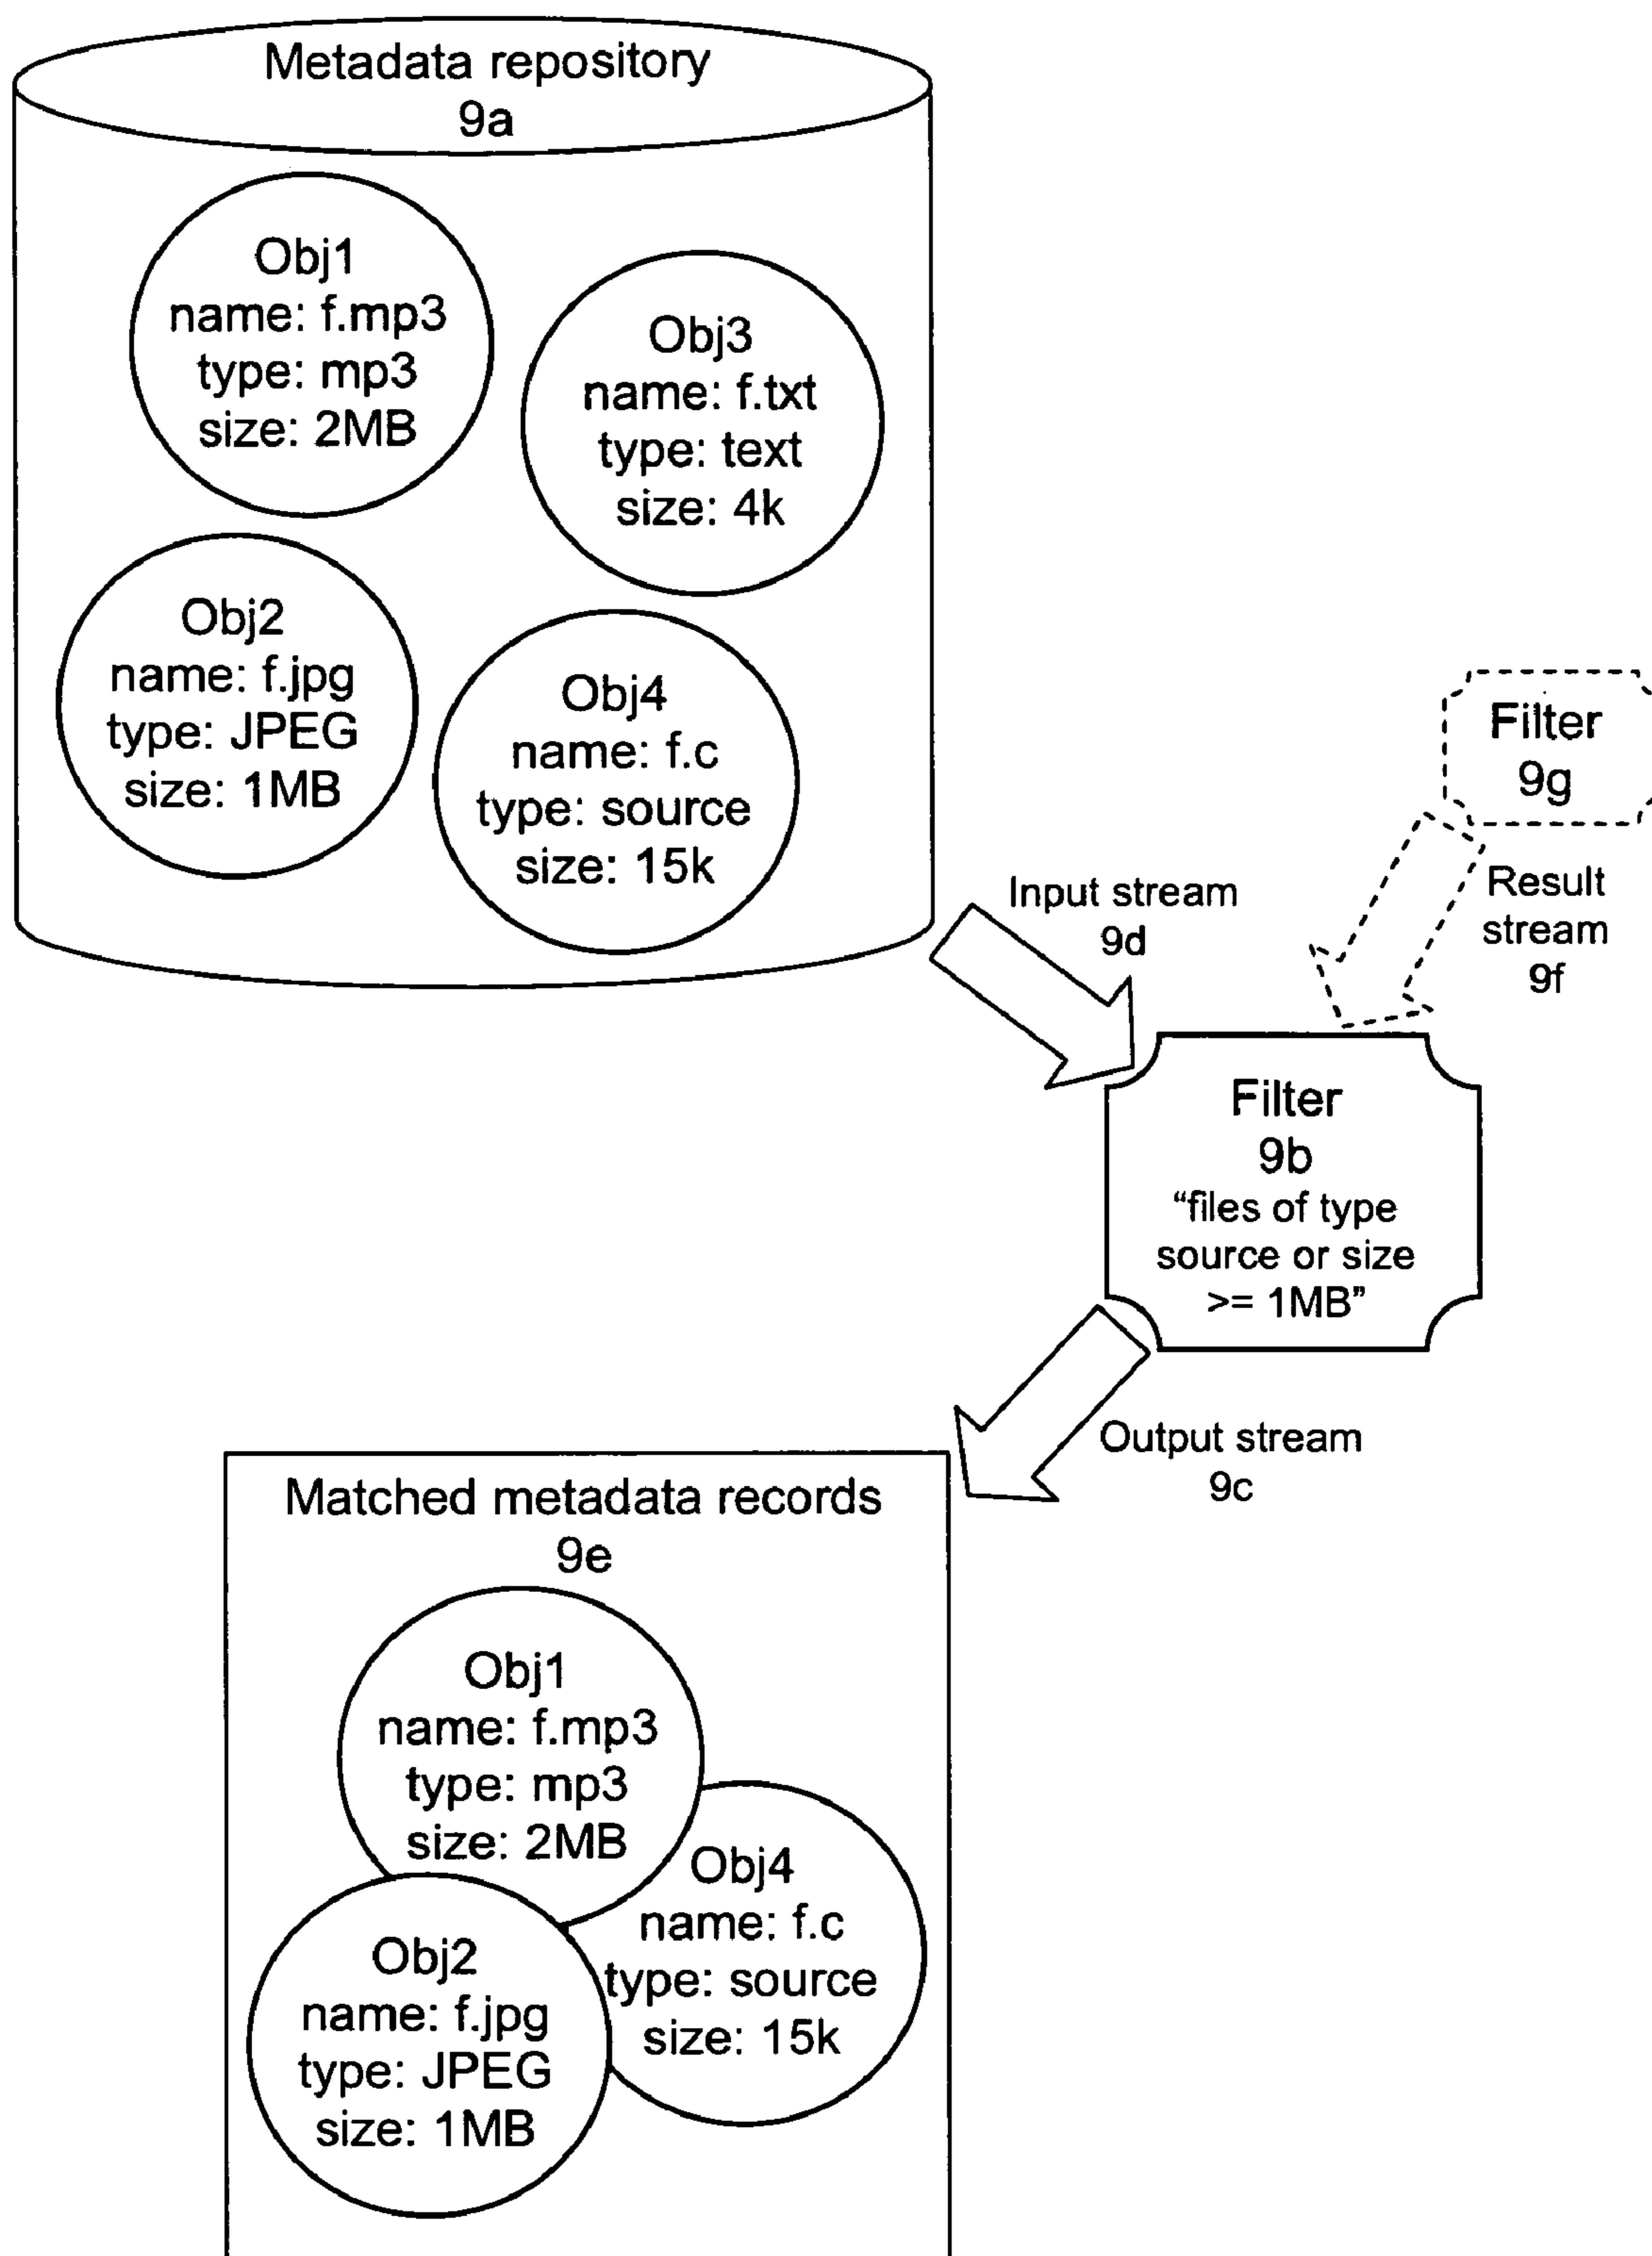 Metadata repository
9a
Obj1
name: f.mp3
type: mp3
size: 2MB
Obj3
name: f.txt
type: text
size: 4k
Obj2
name: f.jpg
type: JPEG
size: 1MB
Obj4
name: f.c
type: source
size: 15k
Filter
9g
Input stream
9d
Result
stream
9f
Filter
9b
“files of type
source or size
>= 1MB”
Output stream
9c
Matched metadata records
9e
Obj1
name: f.mp3
type: mp3
size: 2MB
Obj4
name: f.c
type: source
size: 15k
Obj2
name: f.jpg
type: JPEG
size: 1MB